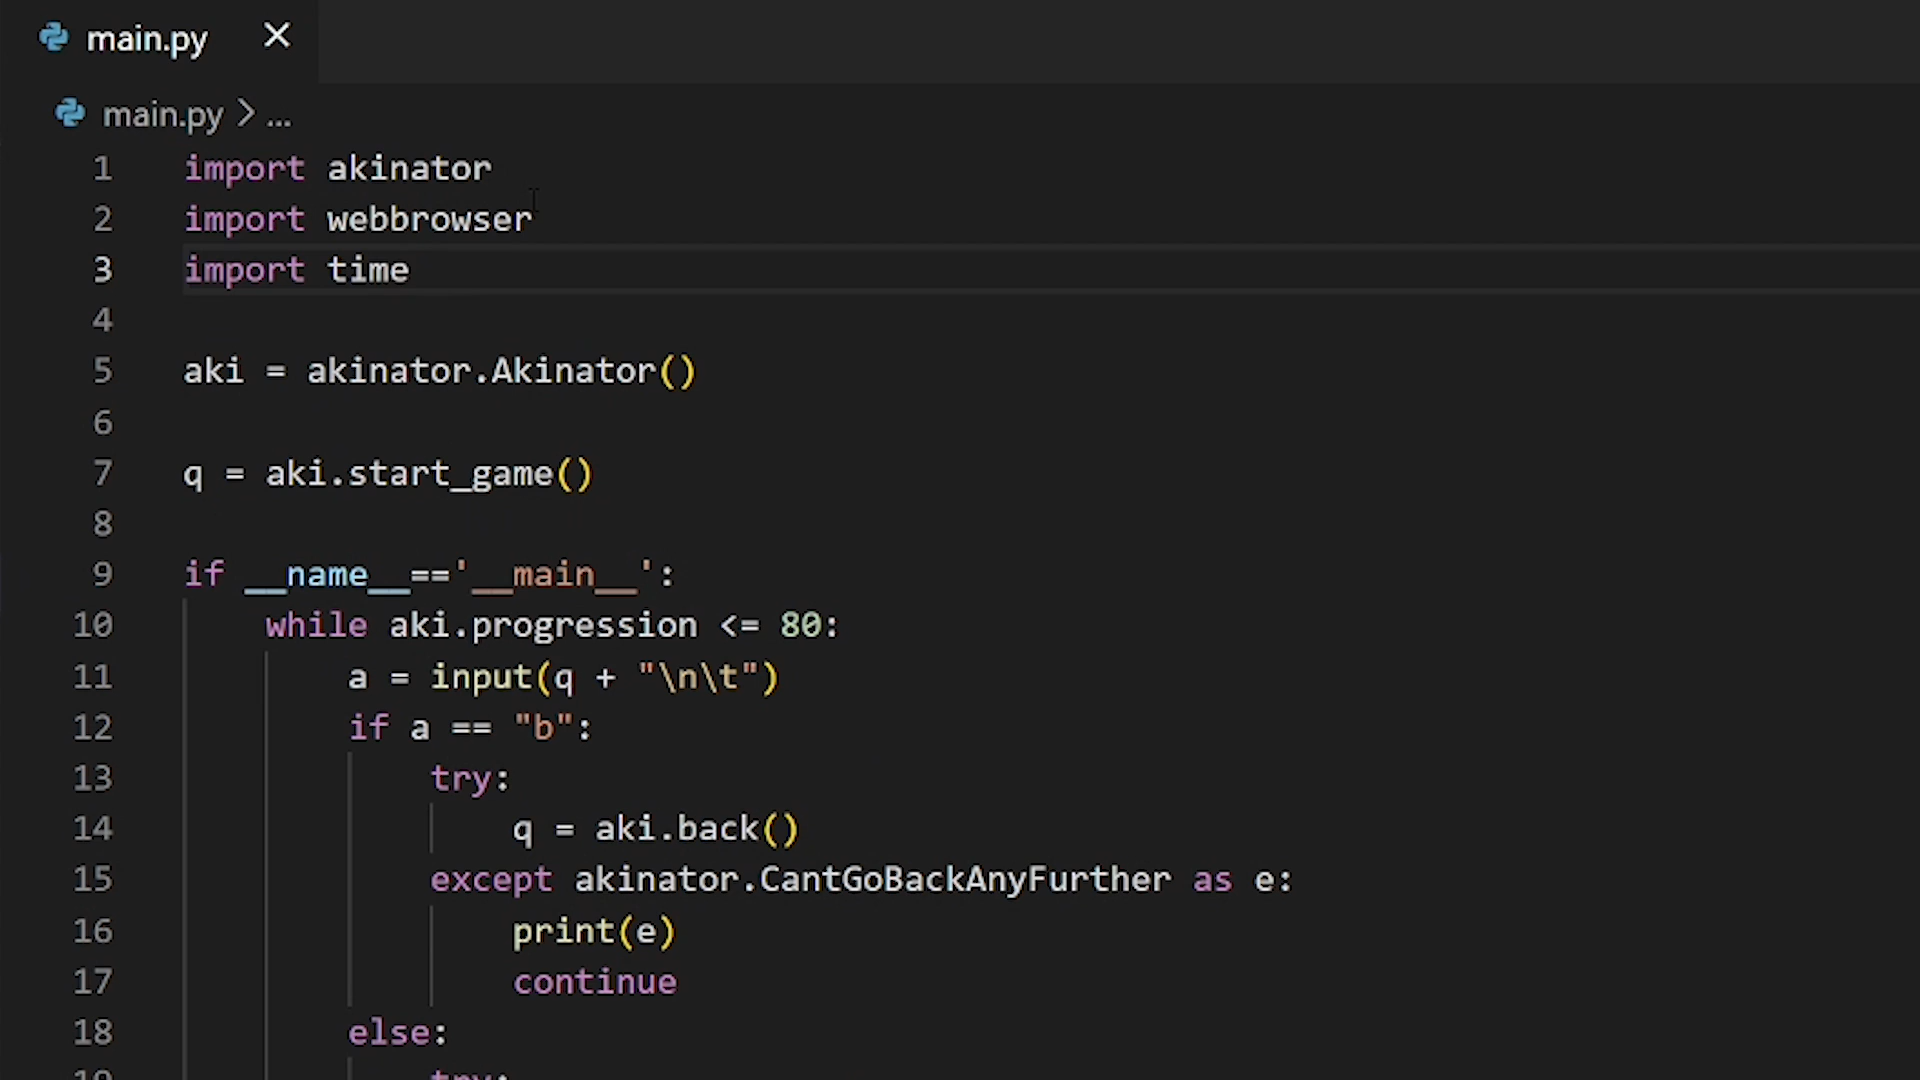 main.py
main.py > ...
1 import akinator
2 import webbrowser
3 import time
4
5 aki = akinator.Akinator()
6
7 q = aki.start_game()
8
9 if __name__=='__main__':
10     while aki.progression <= 80:
11         a = input(q + "\n\t")
12         if a == "b":
13             try:
14                 q = aki.back()
15             except akinator.CantGoBackAnyFurther as e:
16                 print(e)
17                 continue
18         else:
19             try: